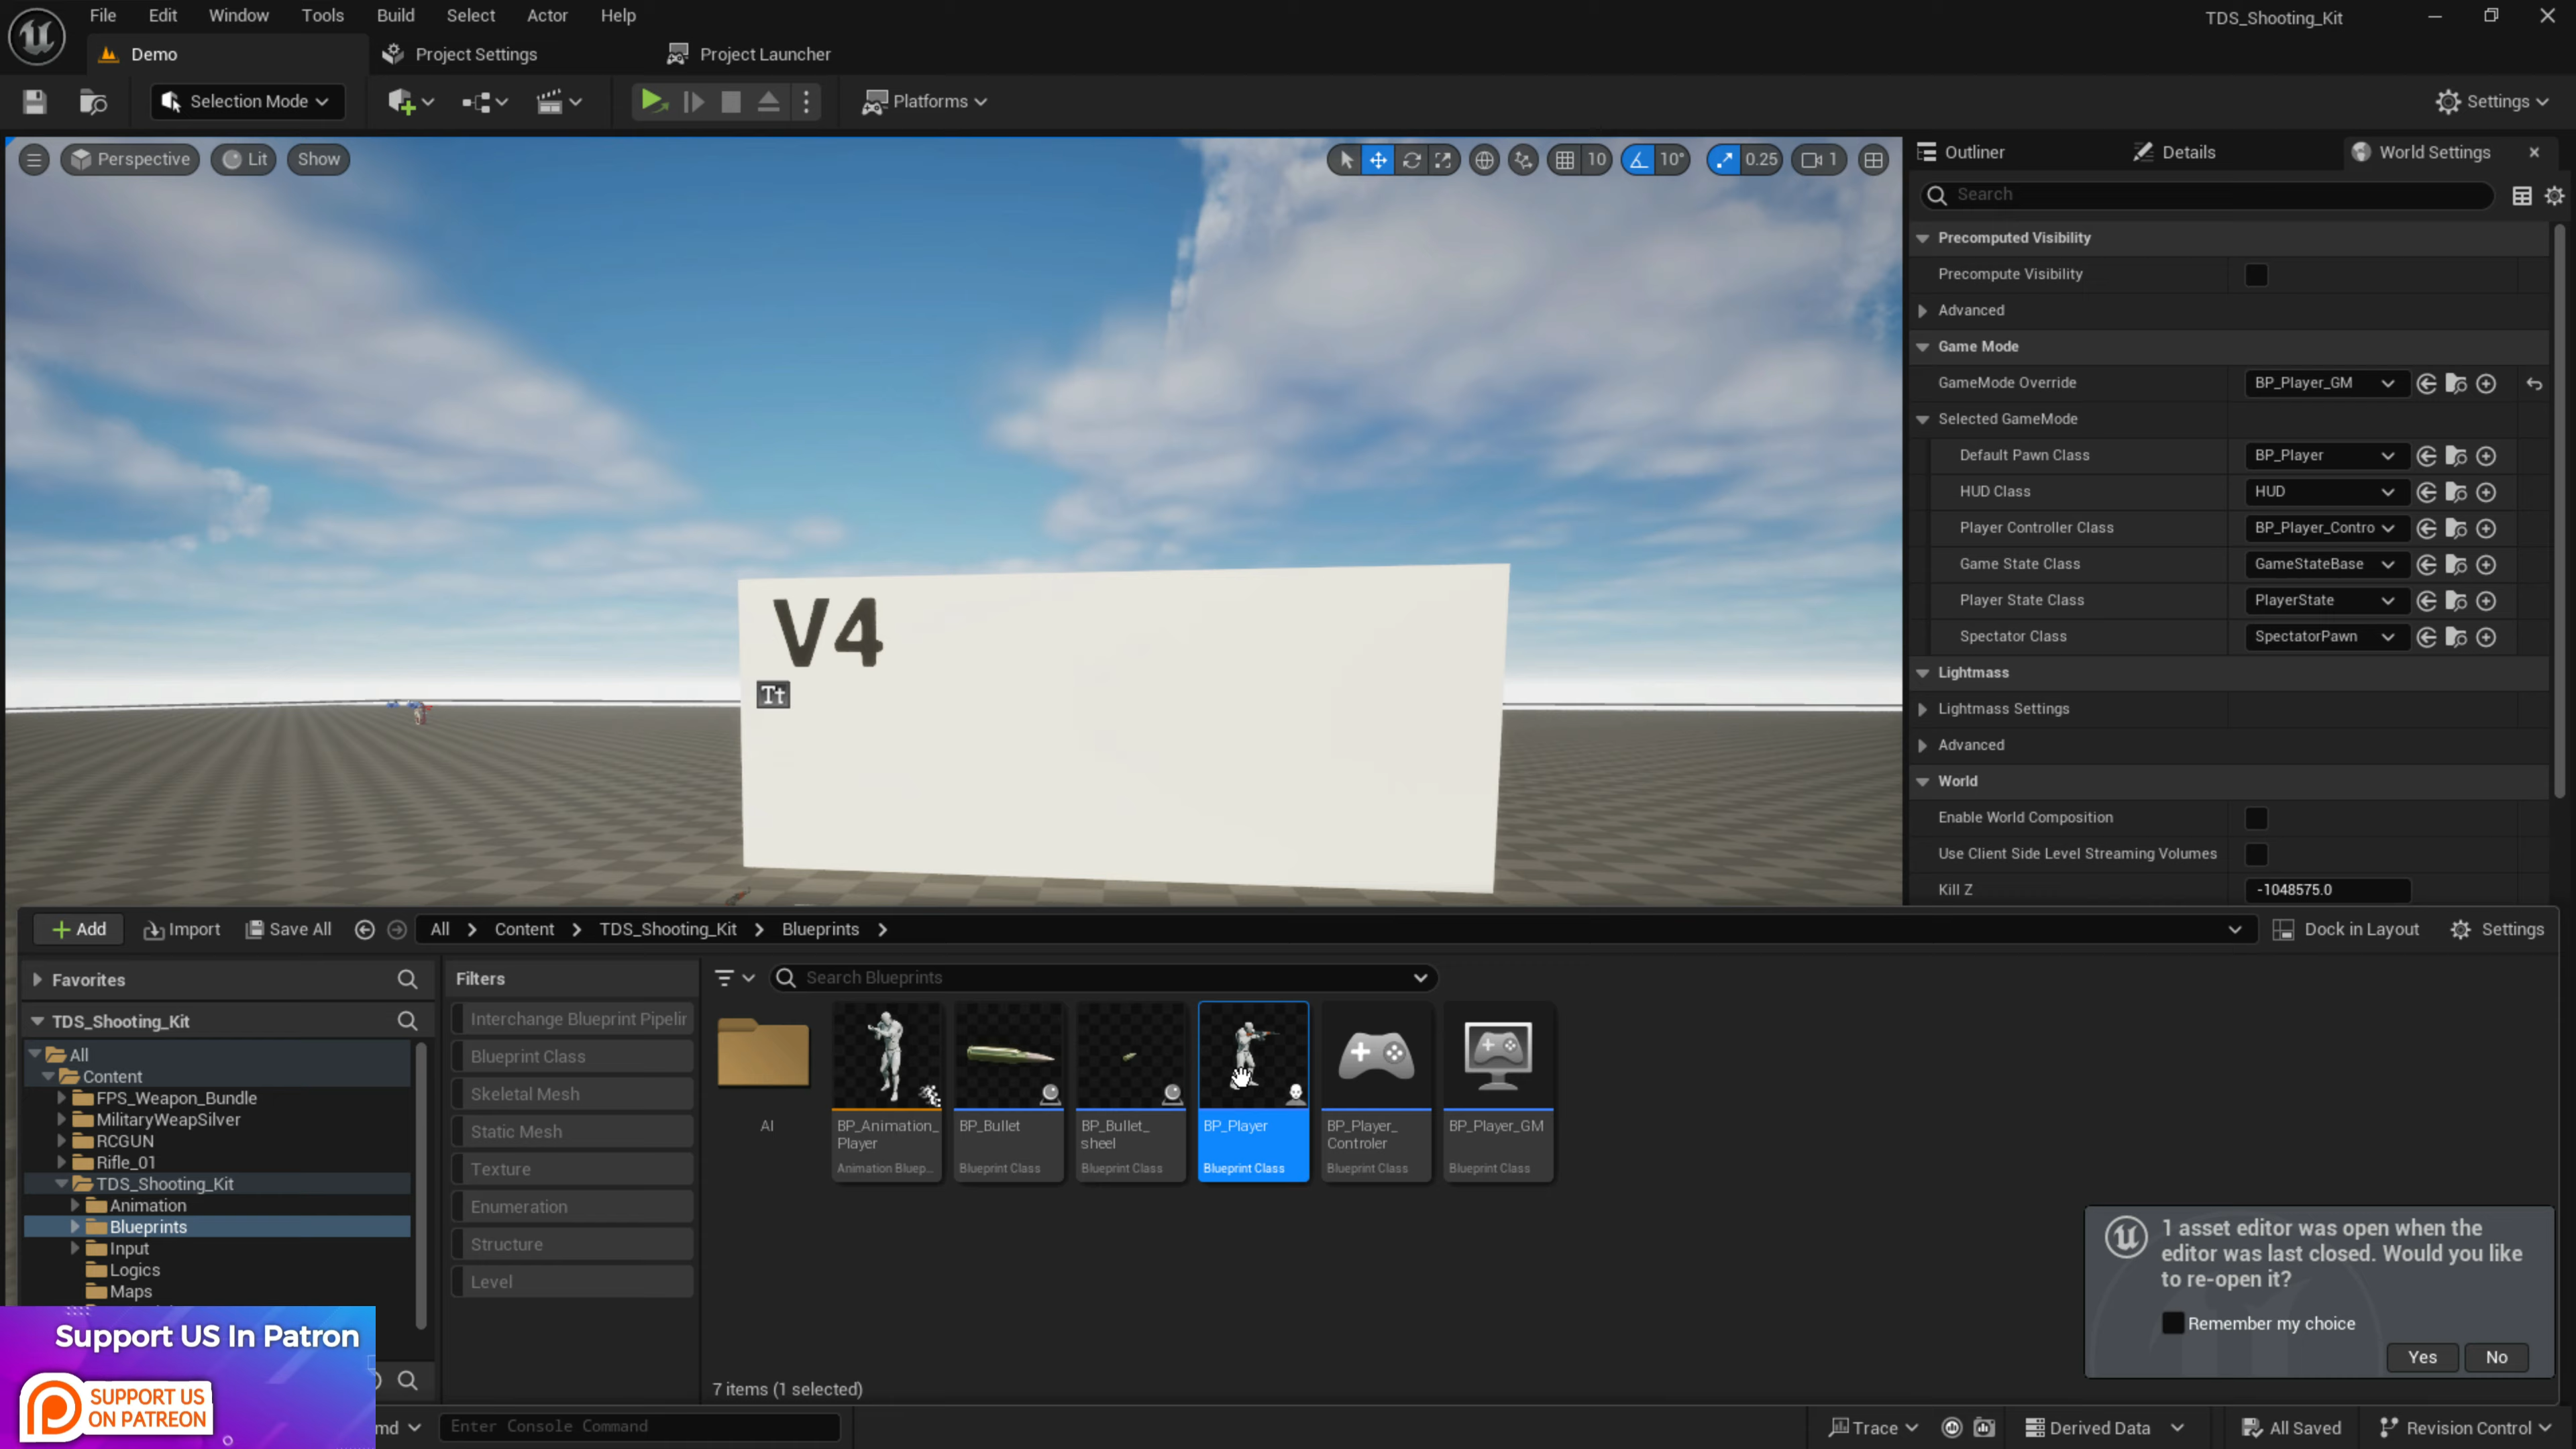 File Edit Window Tools Build Select Actor Help
TDS_Shooting_Kit
Demo Project Settings Project Launcher
Selection Mode Platforms Settings
Perspective Lit Show 10 10° 0.25 1
Outliner Details World Settings
Search
Precomputed Visibility
Precompute Visibility
Advanced
Game Mode
GameMode Override BP_Player_GM
Selected GameMode
Default Pawn Class BP_Player
HUD Class HUD
Player Controller Class BP_Player_Contro
Game State Class GameStateBase
Player State Class PlayerState
Spectator Class SpectatorPawn
Lightmass
Lightmass Settings
Advanced
World
Enable World Composition
Use Client Side Level Streaming Volumes
Kill Z -1048575.0
V4
Tt
Add Import Save All All Content TDS_Shooting_Kit Blueprints Dock in Layout Settings
Favorites
TDS_Shooting_Kit
All
Content
FPS_Weapon_Bundle
MilitaryWeapSilver
RCGUN
Rifle_01
TDS_Shooting_Kit
Animation
Blueprints
Input
Logics
Maps
Filters
Interchange Blueprint Pipelir
Blueprint Class
Skeletal Mesh
Static Mesh
Texture
Enumeration
Structure
Level
Search Blueprints
AI
BP_Animation_
Player
Animation Bluep...
BP_Bullet
Blueprint Class
BP_Bullet_
sheel
Blueprint Class
BP_Player
Blueprint Class
BP_Player_
Controler
Blueprint Class
BP_Player_GM
Blueprint Class
7 items (1 selected)
1 asset editor was open when the
editor was last closed. Would you like
to re-open it?
Remember my choice
Yes No
Support US In Patron
SUPPORT US
ON PATREON
md Enter Console Command
Trace Derived Data All Saved Revision Control